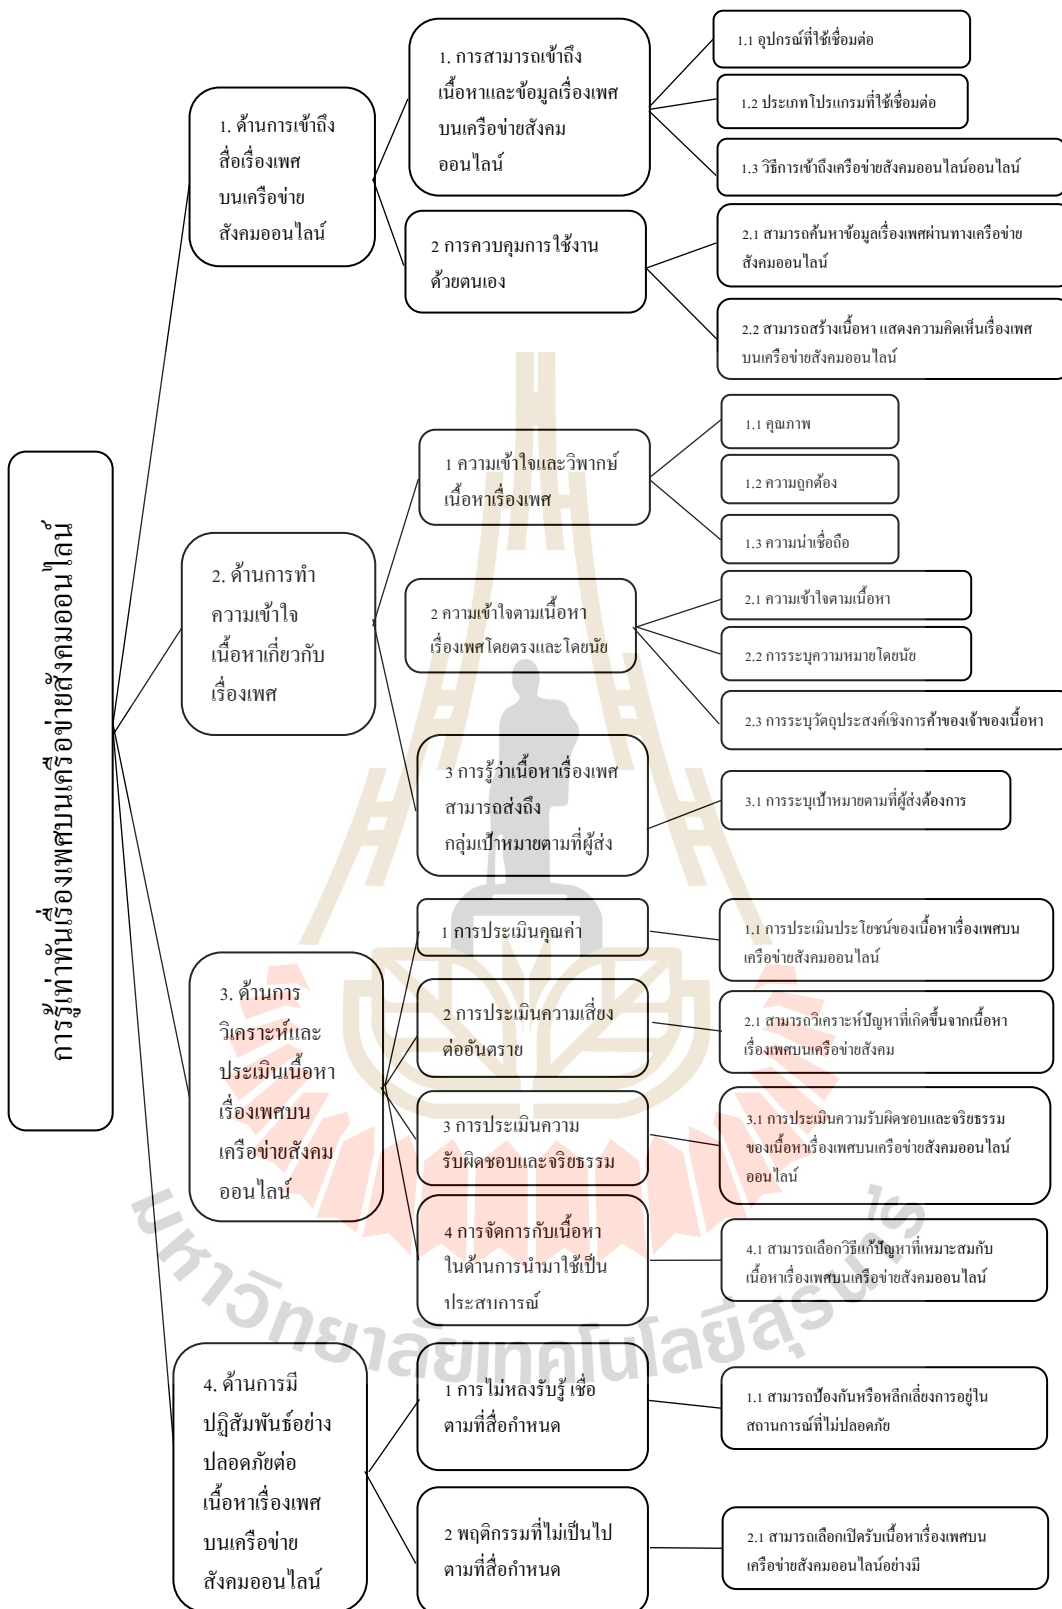 การรู้เท่าทันเรื่องเพศบนเครือข่ายสังคมออนไลน์
1. ด้านการเข้าถึง
สื่อเรื่องเพศ
บนเครือข่าย
สังคมออนไลน์
1. การสามารถเข้าถึง
เนื้อหาและข้อมูลเรื่องเพศ
บนเครือข่ายสังคม
ออนไลน์
1.1 อุปกรณ์ที่ใช้เชื่อมต่อ
1.2 ประเภทโปรแกรมที่ใช้เชื่อมต่อ
1.3 วิธีการเข้าถึงเครือข่ายสังคมออนไลน์ออนไลน์
2 การควบคุมการใช้งาน
ด้วยตนเอง
2.1 สามารถค้นหาข้อมูลเรื่องเพศผ่านทางเครือข่าย
สังคมออนไลน์
2.2 สามารถสร้างเนื้อหา แสดงความคิดเห็นเรื่องเพศ
บนเครือข่ายสังคมออนไลน์
2. ด้านการทำ
ความเข้าใจ
เนื้อหาเกี่ยวกับ
เรื่องเพศ
1 ความเข้าใจและวิพากษ์
เนื้อหาเรื่องเพศ
1.1 คุณภาพ
1.2 ความถูกต้อง
1.3 ความน่าเชื่อถือ
2 ความเข้าใจตามเนื้อหา
เรื่องเพศโดยตรงและโดยนัย
2.1 ความเข้าใจตามเนื้อหา
2.2 การระบุความหมายโดยนัย
2.3 การระบุวัตถุประสงค์เชิงการค้าของเจ้าของเนื้อหา
3 การรู้ว่าเนื้อหาเรื่องเพศ
สามารถส่งถึง
กลุ่มเป้าหมายตามที่ผู้ส่ง
3.1 การระบุเป้าหมายตามที่ผู้ส่งต้องการ
3. ด้านการ
วิเคราะห์และ
ประเมินเนื้อหา
เรื่องเพศบน
เครือข่ายสังคม
ออนไลน์
1 การประเมินคุณค่า
1.1 การประเมินประโยชน์ของเนื้อหาเรื่องเพศบน
เครือข่ายสังคมออนไลน์
2 การประเมินความเสี่ยง
ต่ออันตราย
2.1 สามารถวิเคราะห์ปัญหาที่เกิดขึ้นจากเนื้อหา
เรื่องเพศบนเครือข่ายสังคม
3 การประเมินความ
รับผิดชอบและจริยธรรม
3.1 การประเมินความรับผิดชอบและจริยธรรม
ของเนื้อหาเรื่องเพศบนเครือข่ายสังคมออนไลน์
ออนไลน์
4 การจัดการกับเนื้อหา
ในด้านการนำมาใช้เป็น
ประสบการณ์
4.1 สามารถเลือกวิธีแก้ปัญหาที่เหมาะสมกับ
เนื้อหาเรื่องเพศบนเครือข่ายสังคมออนไลน์
4. ด้านการมี
ปฏิสัมพันธ์อย่าง
ปลอดภัยต่อ
เนื้อหาเรื่องเพศ
บนเครือข่าย
สังคมออนไลน์
1 การไม่หลงรับรู้ เชื่อ
ตามที่สื่อกำหนด
1.1 สามารถป้องกันหรือหลีกเลี่ยงการอยู่ใน
สถานการณ์ที่ไม่ปลอดภัย
2 พฤติกรรมที่ไม่เป็นไป
ตามที่สื่อกำหนด
2.1 สามารถเลือกเปิดรับเนื้อหาเรื่องเพศบน
เครือข่ายสังคมออนไลน์อย่างมี
มหาวิทยาลัยเทคโนโลยีสุรนารี